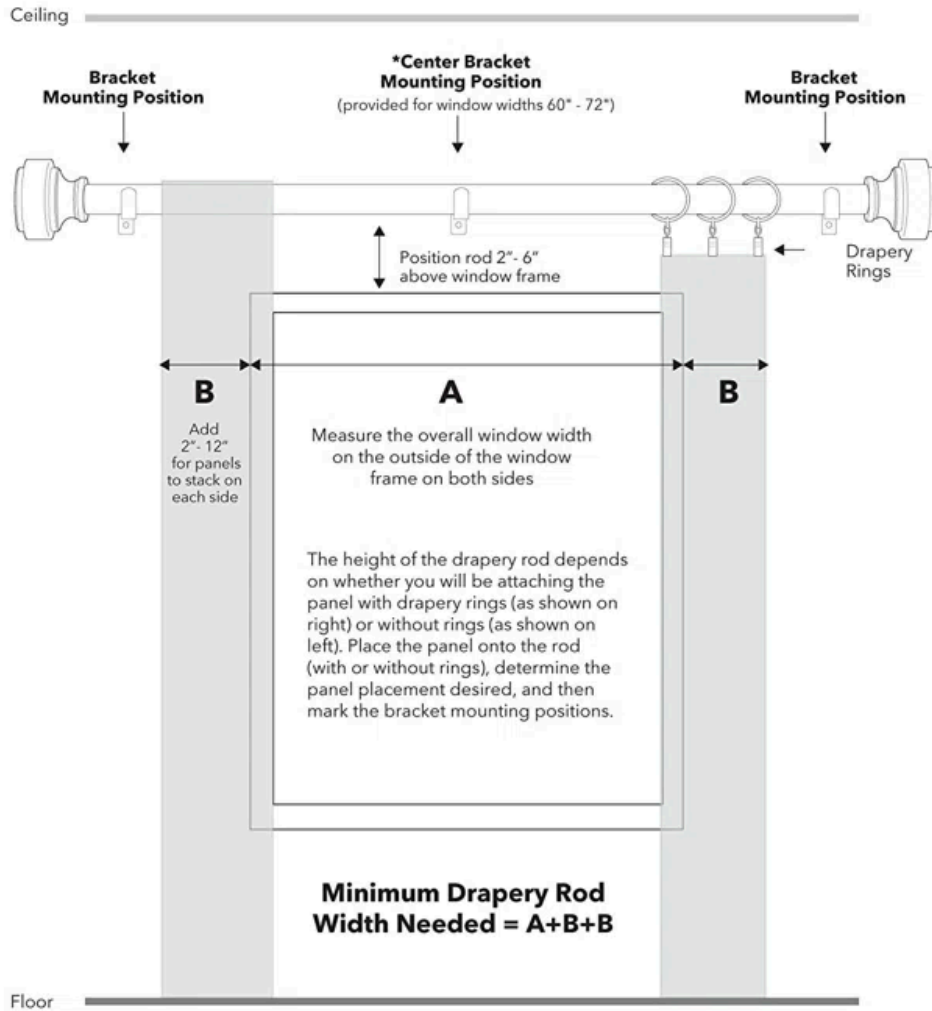 Ceiling
Bracket
Mounting Position
*Center Bracket
Mounting Position
(provided for window widths 60" - 72")
Bracket
Mounting Position
Position rod 2"- 6"
above window frame
Drapery
Rings
B
A
B
Add
2"- 12"
for panels
to stack on
each side
Measure the overall window width
on the outside of the window
frame on both sides
The height of the drapery rod depends
on whether you will be attaching the
panel with drapery rings (as shown on
right) or without rings (as shown on
left). Place the panel onto the rod
(with or without rings), determine the
panel placement desired, and then
mark the bracket mounting positions.
Minimum Drapery Rod
Width Needed = A+B+B
Floor